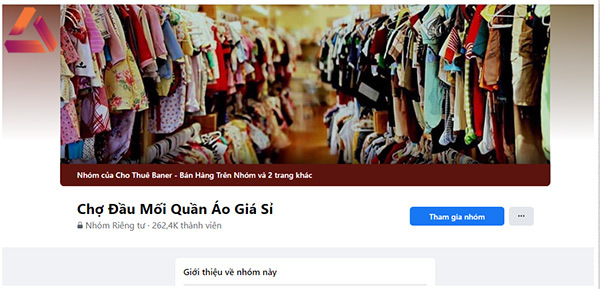 Nhóm của Cho Thuê Baner - Bán Hàng Trên Nhóm và 2 trang khác
Chợ Đầu Mối Quần Áo Giá Sỉ
Nhóm Riêng tư · 262,4K thành viên
Tham gia nhóm
Giới thiệu về nhóm này